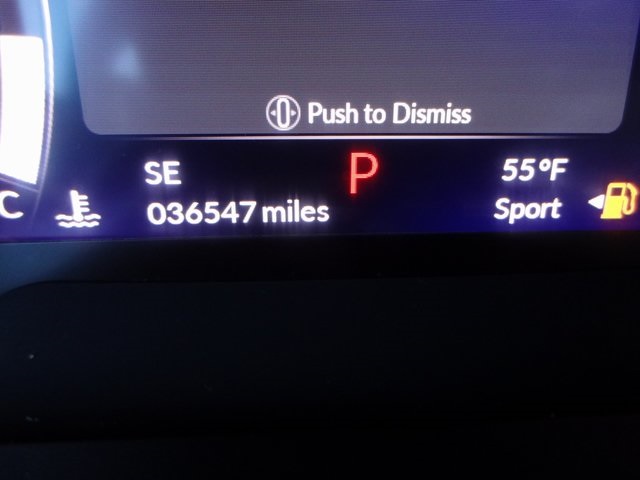 Push to Dismiss
SE P 55°F
036547 miles Sport
C